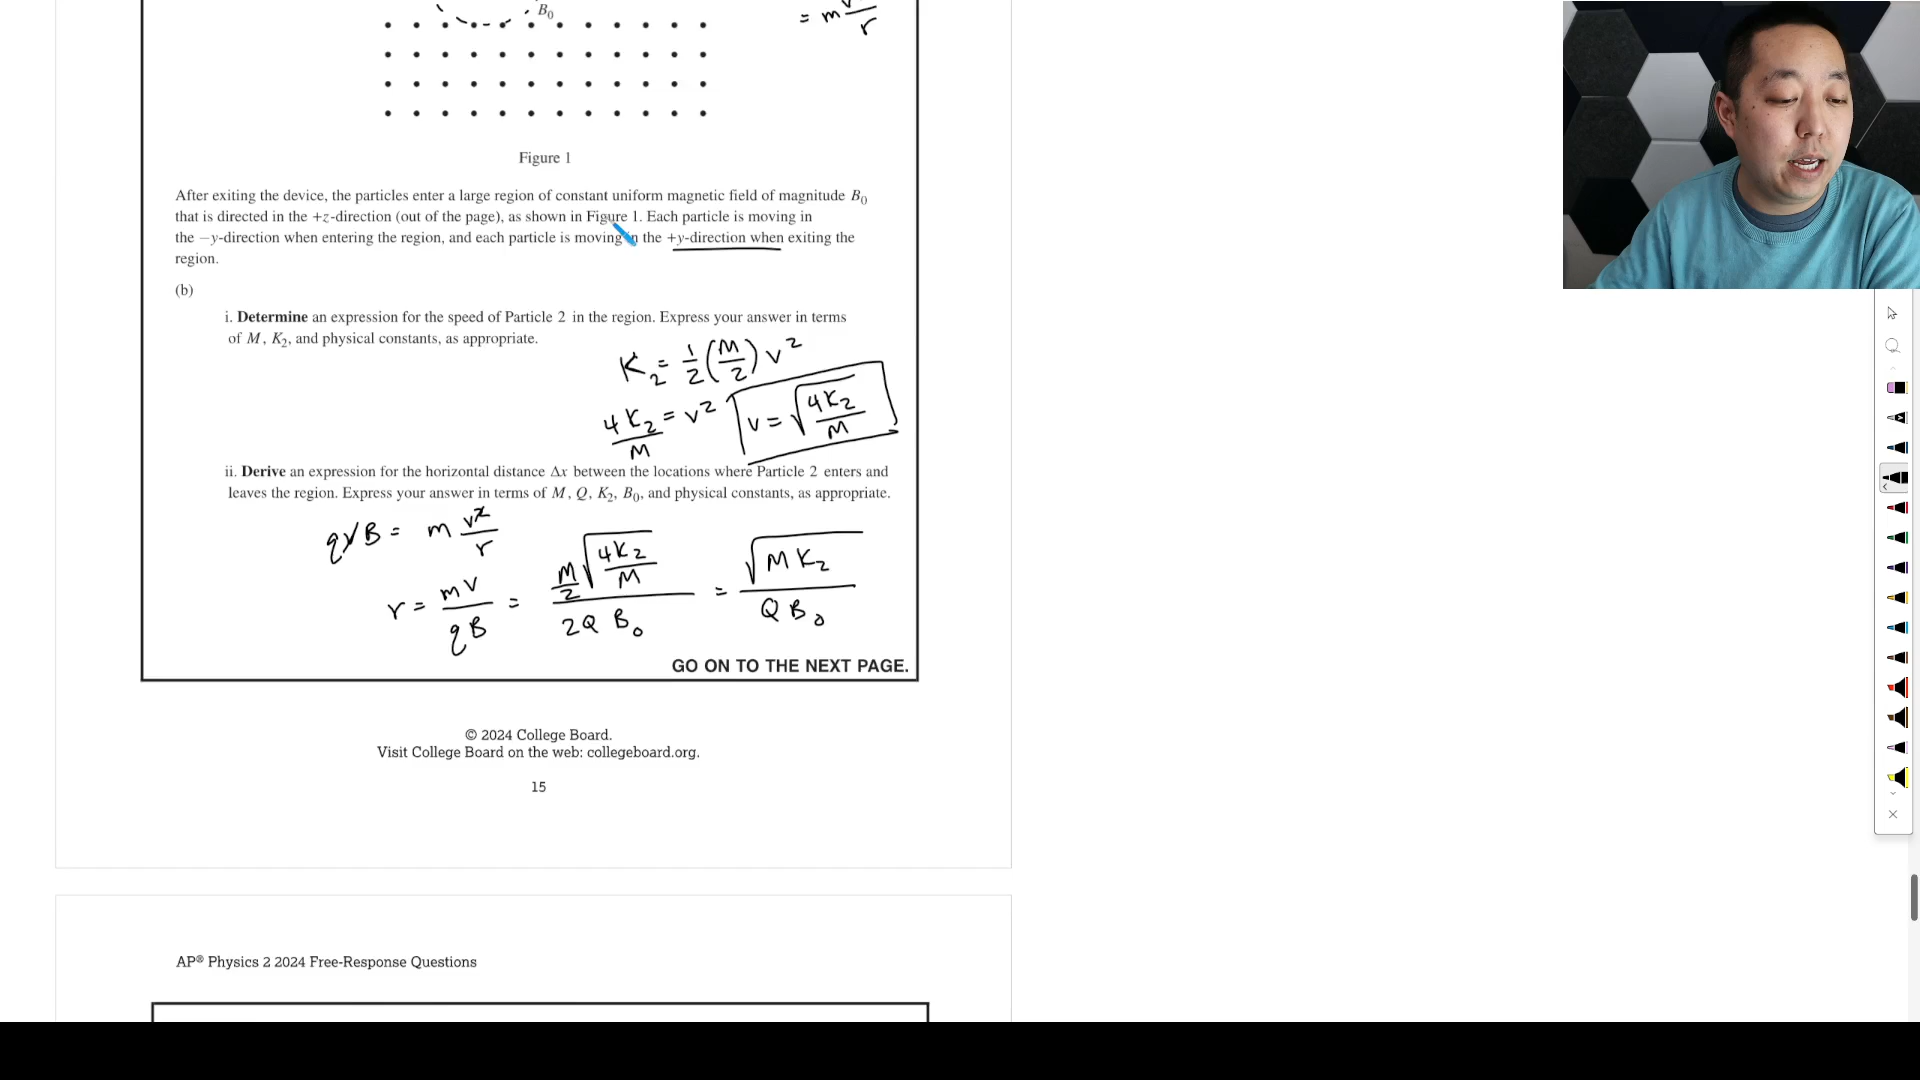 B₀
= m v²/r
Figure 1
After exiting the device, the particles enter a large region of constant uniform magnetic field of magnitude B₀
that is directed in the +z-direction (out of the page), as shown in Figure 1. Each particle is moving in
the −y-direction when entering the region, and each particle is moving in the +y-direction when exiting the
region.
(b)
i. Determine an expression for the speed of Particle 2 in the region. Express your answer in terms
of M, K₂, and physical constants, as appropriate.
K₂ = 1/2 (M/2) v²
4K₂/M = v² v = √(4K₂/M)
ii. Derive an expression for the horizontal distance Δx between the locations where Particle 2 enters and
leaves the region. Express your answer in terms of M, Q, K₂, B₀, and physical constants, as appropriate.
qvB = m v²/r
r = mv/qB = M/2 √(4K₂/M) / 2Q B₀ = √(M K₂) / Q B₀
GO ON TO THE NEXT PAGE.
© 2024 College Board.
Visit College Board on the web: collegeboard.org.
15
AP® Physics 2 2024 Free-Response Questions